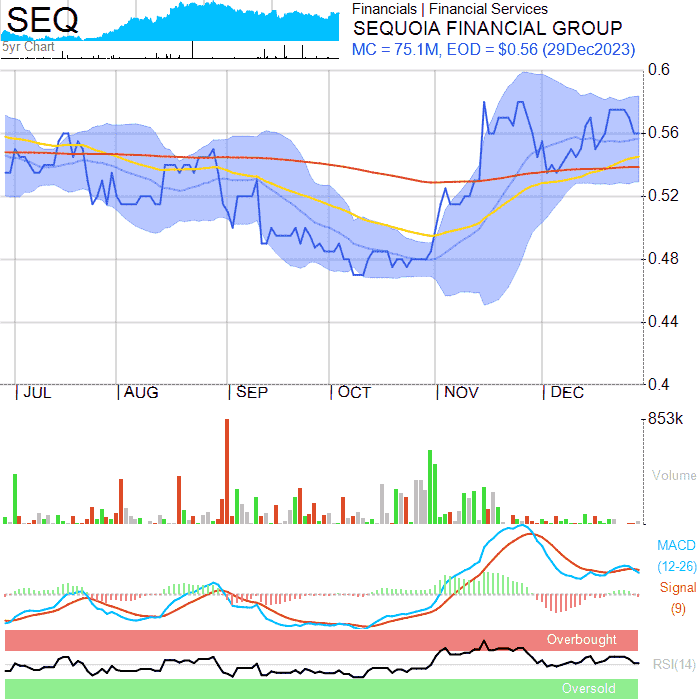 SEQ
5yr Chart
Financials | Financial Services
SEQUOIA FINANCIAL GROUP
MC = 75.1M, EOD = $0.56 (29Dec2023)
0.6
0.56
0.52
0.48
0.44
0.4
JUL AUG SEP OCT NOV DEC
853k
Volume
MACD
(12-26)
Signal
(9)
Overbought
RSI(14)
Oversold